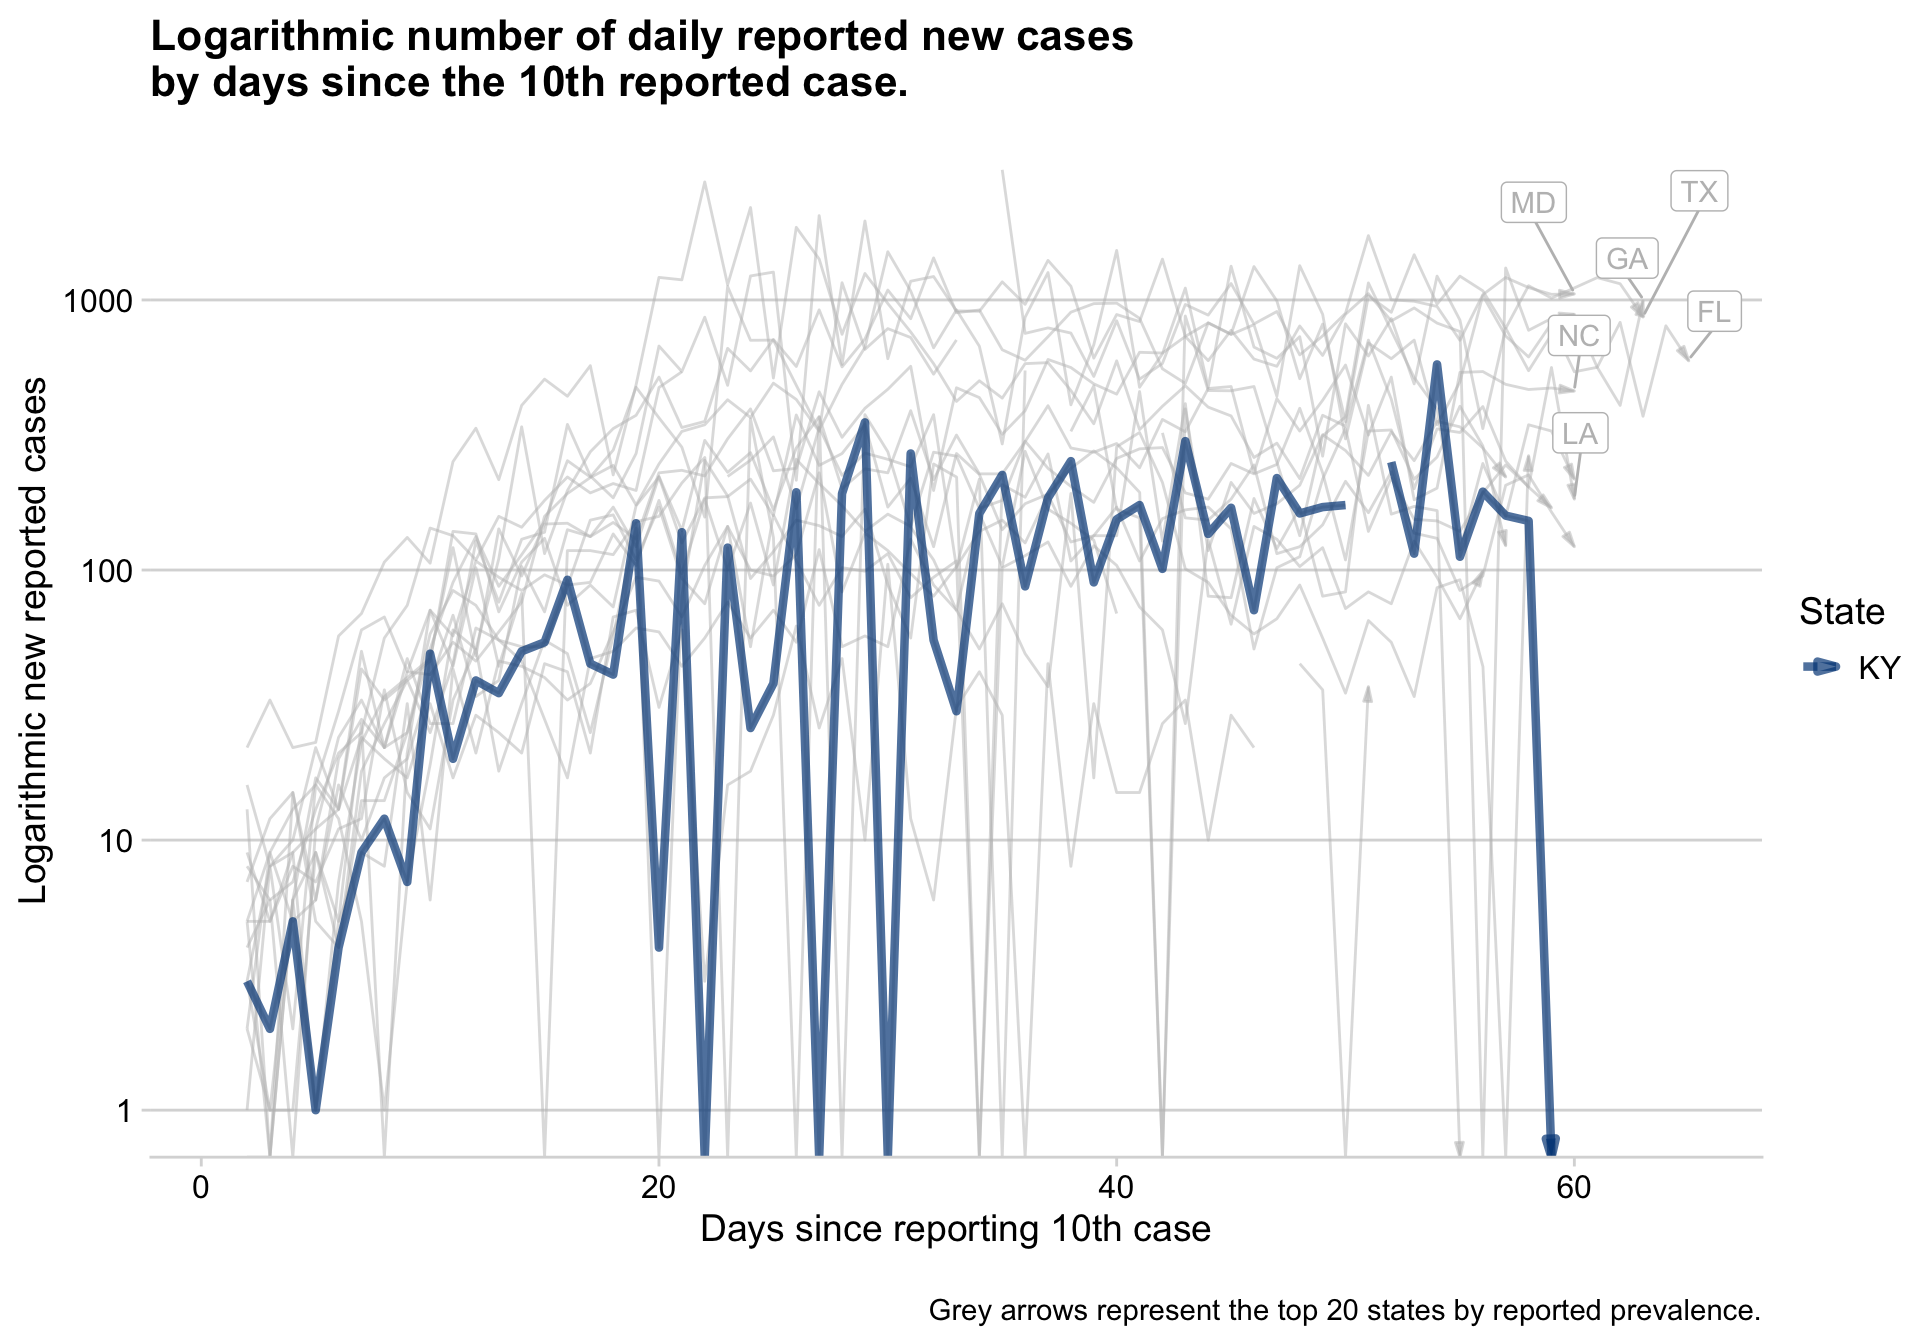 Logarithmic number of daily reported new cases
by days since the 10th reported case.
Logarithmic new reported cases
1000
100
10
1
MD
TX
GA
FL
NC
LA
State
KY
0
20
40
60
Days since reporting 10th case
Grey arrows represent the top 20 states by reported prevalence.